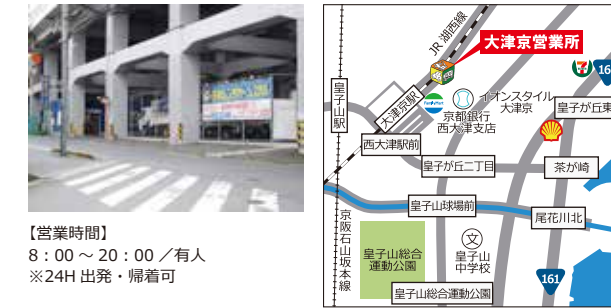 【営業時間】
8：00 ～ 20：00 ／有人
※24H 出発・帰着可
JR 湖西線
大津京営業所
大津京駅
皇子山駅
FamilyMart
イオンスタイル
大津京
京都銀行
西大津支店
16
皇子が丘東
西大津駅前
皇子が丘二丁目
茶が崎
皇子山球場前
尾花川北
京阪石山坂本線
皇子山総合
運動公園
文
皇子山
中学校
161
皇子山総合運動公園